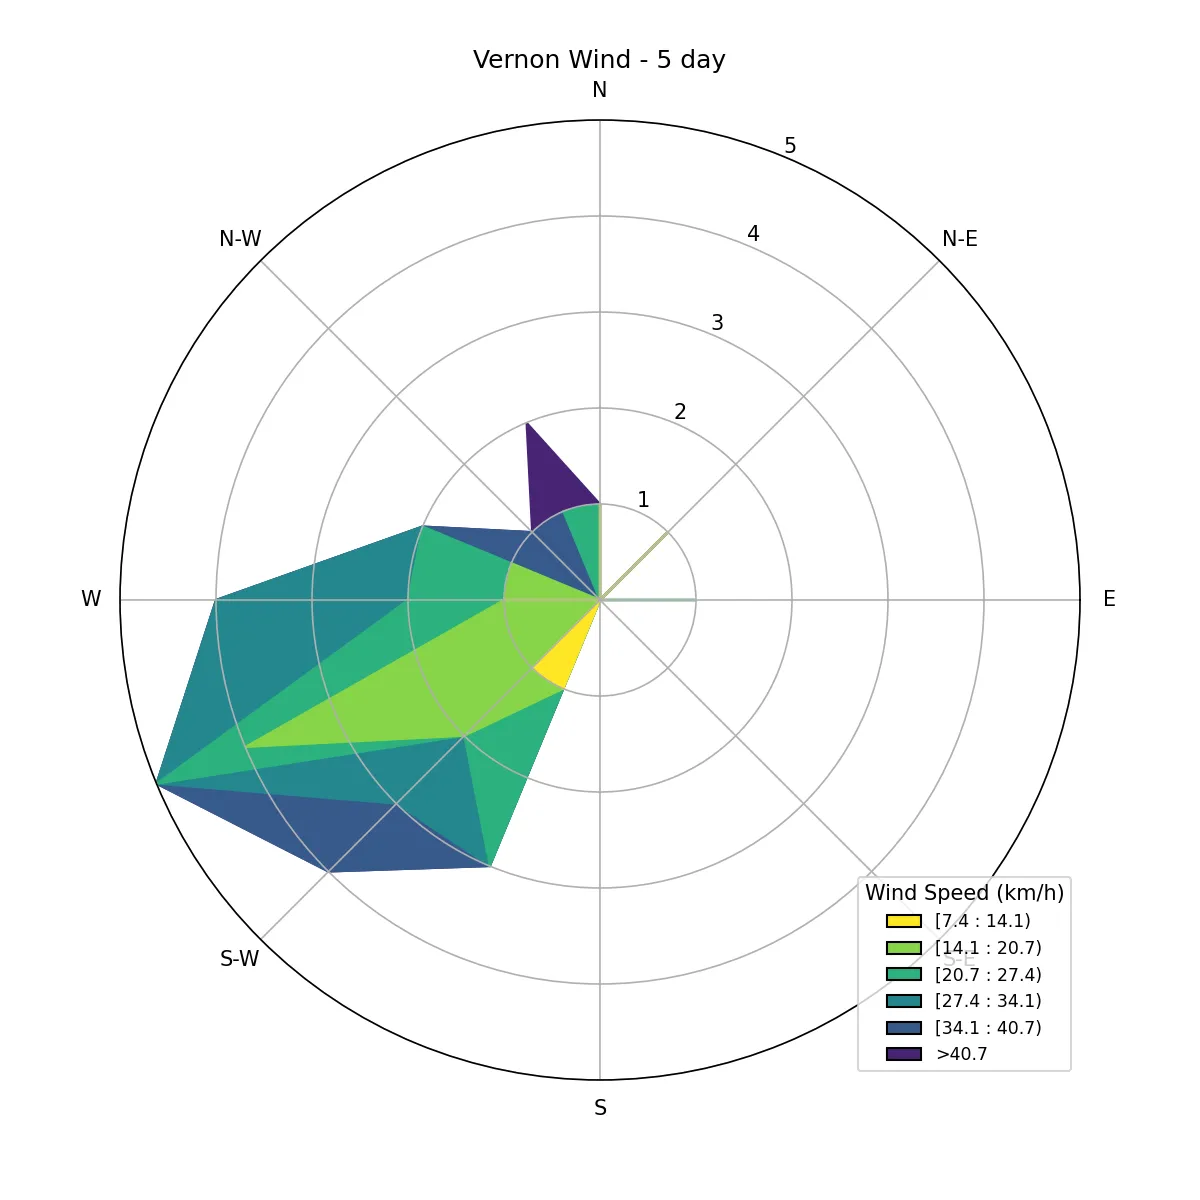 Vernon Wind - 5 day
N
5
N-W
N-E
4
3
2
1
W
E
S-W
S-E
Wind Speed (km/h)
[7.4 : 14.1)
[14.1 : 20.7)
[20.7 : 27.4)
[27.4 : 34.1)
[34.1 : 40.7)
>40.7
S